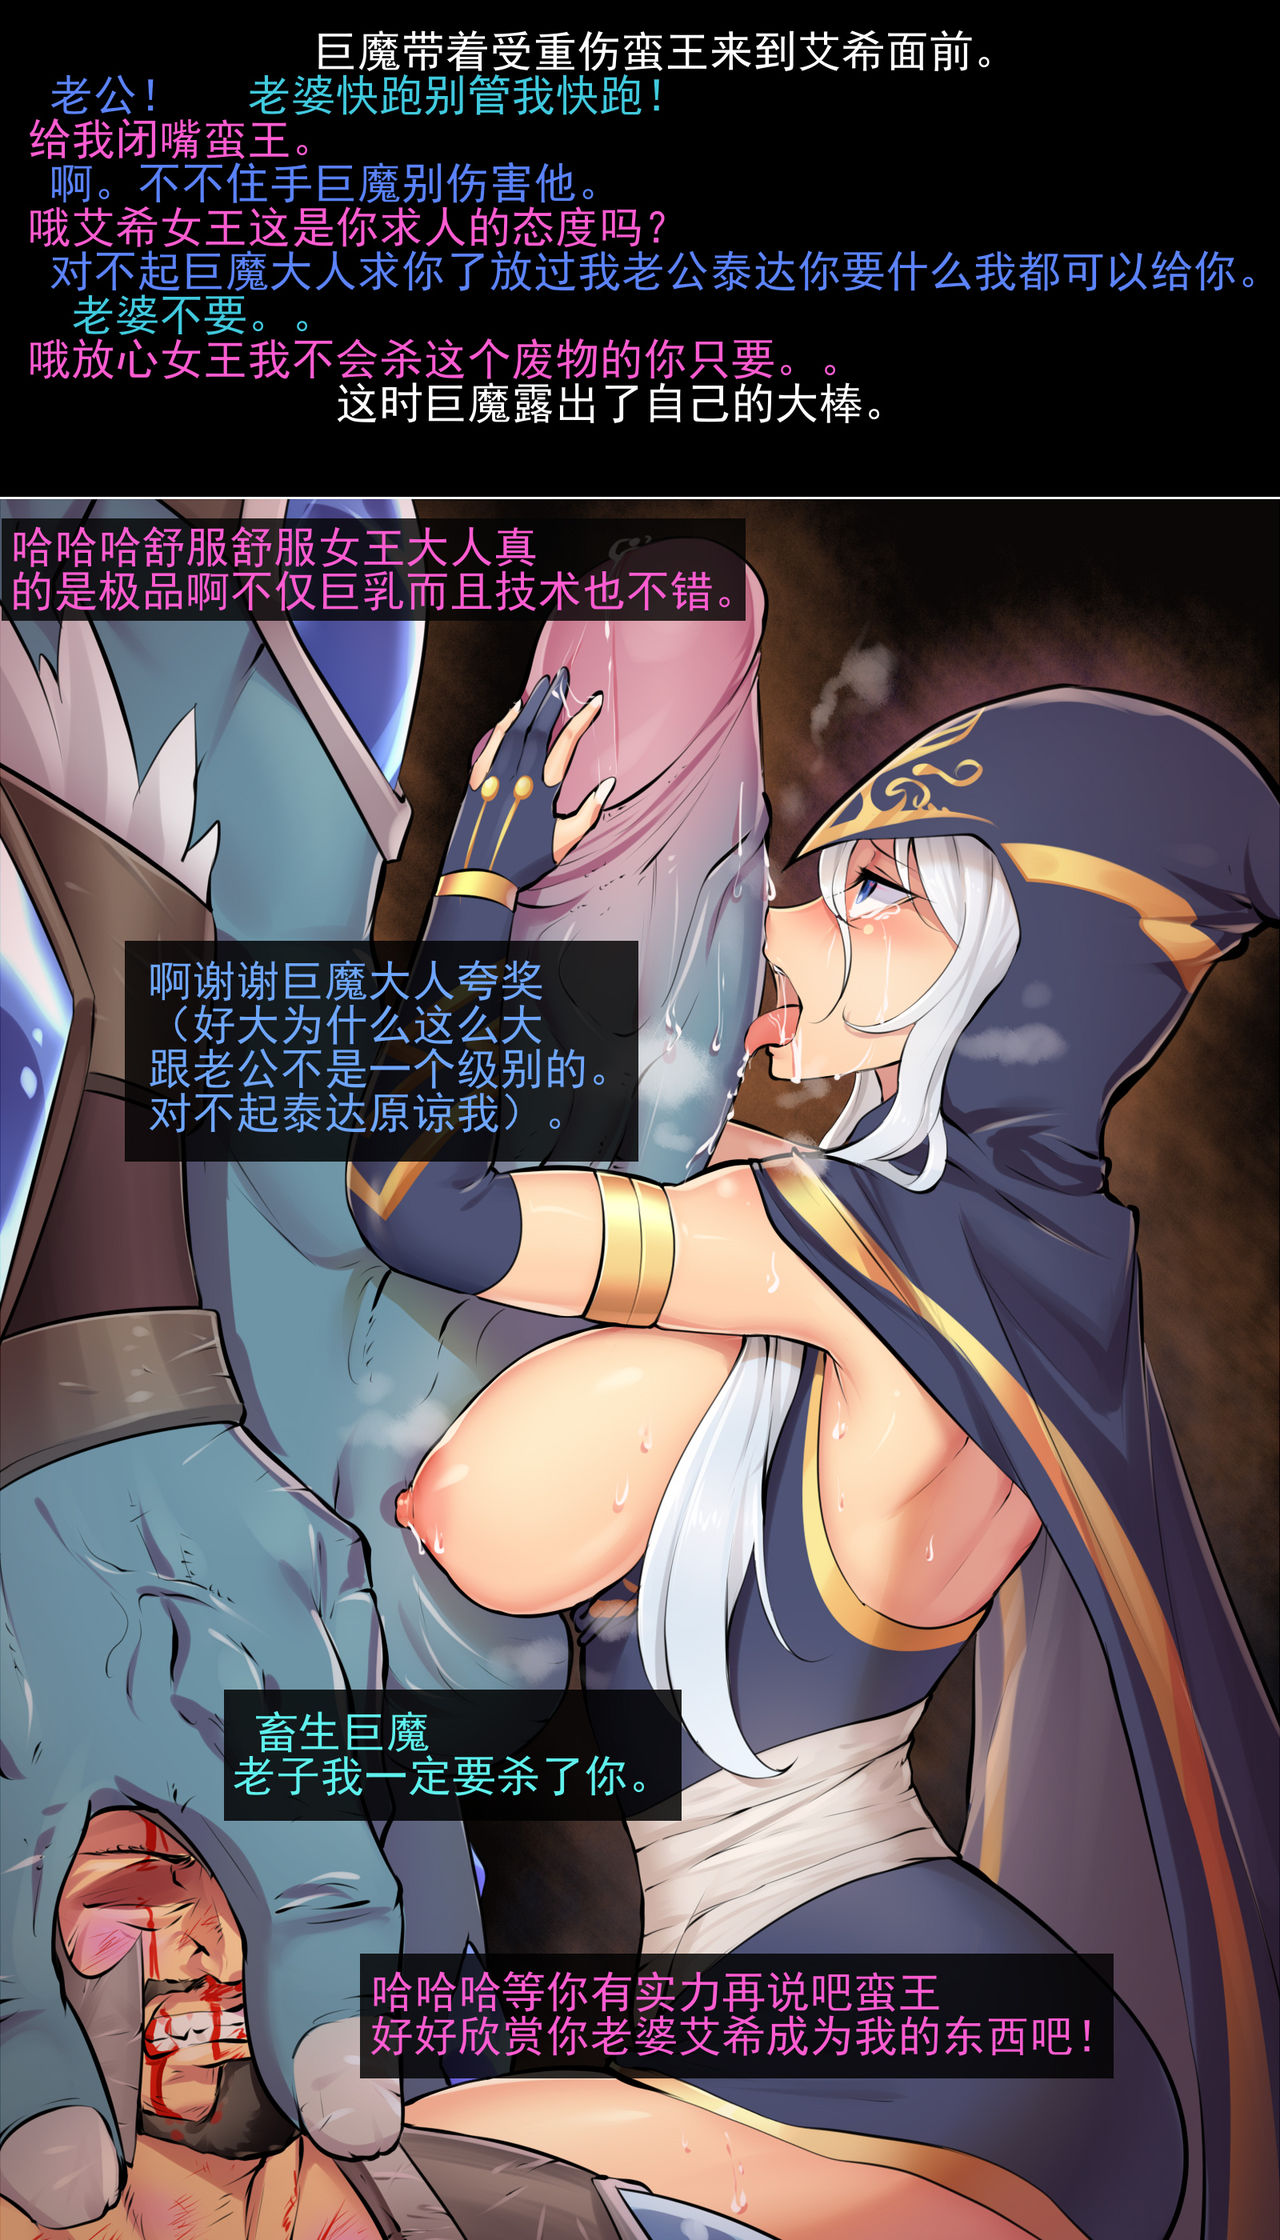 巨魔带着受重伤蛮王来到艾希面前。
老公！ 老婆快跑别管我快跑！
给我闭嘴蛮王。
啊。不不住手巨魔别伤害他。
哦艾希女王这是你求人的态度吗？
对不起巨魔大人求你了放过我老公泰达你要什么我都可以给你。
老婆不要。。
哦放心女王我不会杀这个废物的你只要。。
这时巨魔露出了自己的大棒。
哈哈哈舒服舒服女王大人真
的是极品啊不仅巨乳而且技术也不错。
啊谢谢巨魔大人夸奖
（好大为什么这么大
跟老公不是一个级别的。
对不起泰达原谅我）。
畜生巨魔
老子我一定要杀了你。
哈哈哈等你有实力再说吧蛮王
好好欣赏你老婆艾希成为我的东西吧！